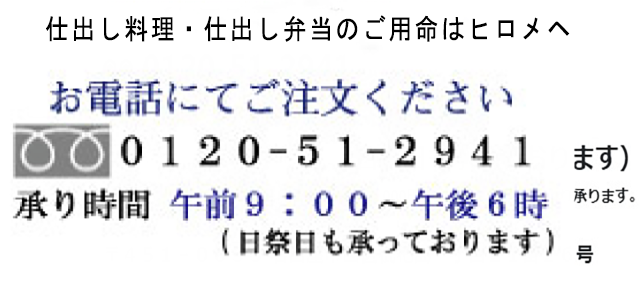 仕出し料理・仕出し弁当のご用命はヒロメへ
お電話にてご注文ください
０１２０−５１−２９４１
ます)
承り時間 午前９：００～午後６時
承ります。
（日祭日も承っております）
号